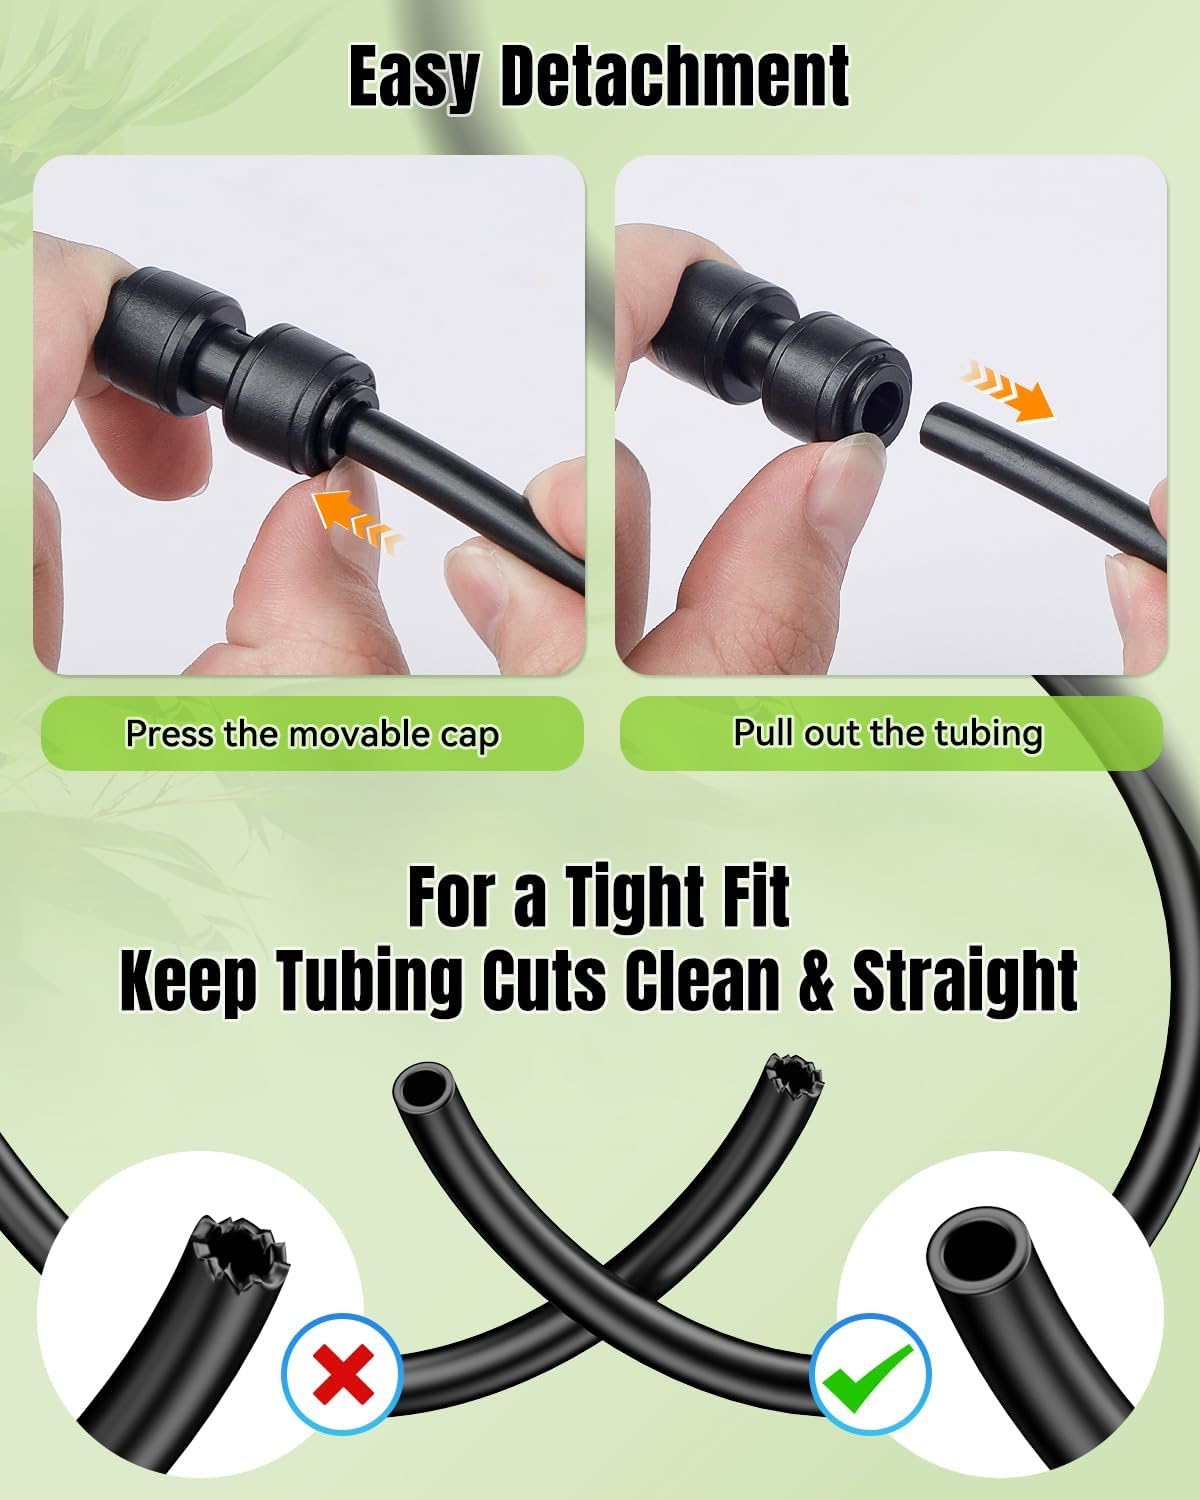 Easy Detachment
Press the movable cap
Pull out the tubing
For a Tight Fit
Keep Tubing Cuts Clean & Straight